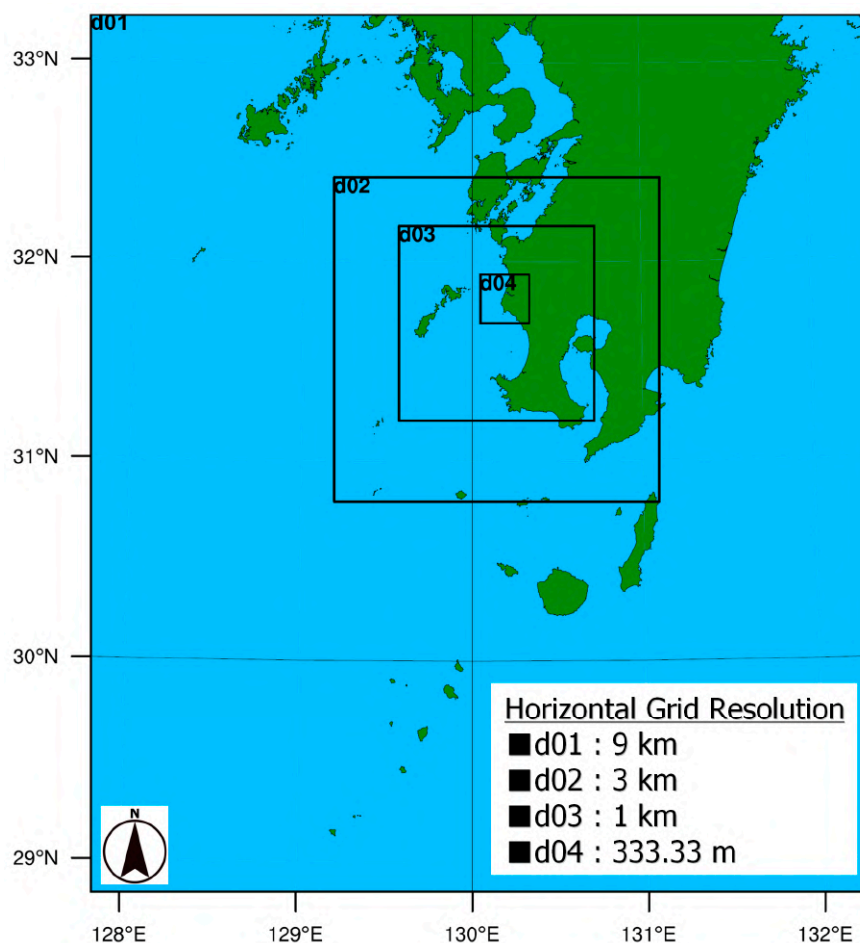 d01
33°N
d02
32°N
d03
d04
31°N
30°N
Horizontal Grid Resolution
d01 : 9 km
d02 : 3 km
d03 : 1 km
d04 : 333.33 m
N
29°N
128°E 129°E 130°E 131°E 132°E